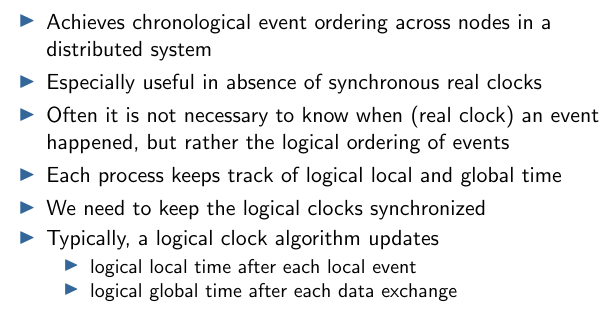 Achieves chronological event ordering across nodes in a
distributed system
Especially useful in absence of synchronous real clocks
Often it is not necessary to know when (real clock) an event
happened, but rather the logical ordering of events
Each process keeps track of logical local and global time
We need to keep the logical clocks synchronized
Typically, a logical clock algorithm updates
logical local time after each local event
logical global time after each data exchange